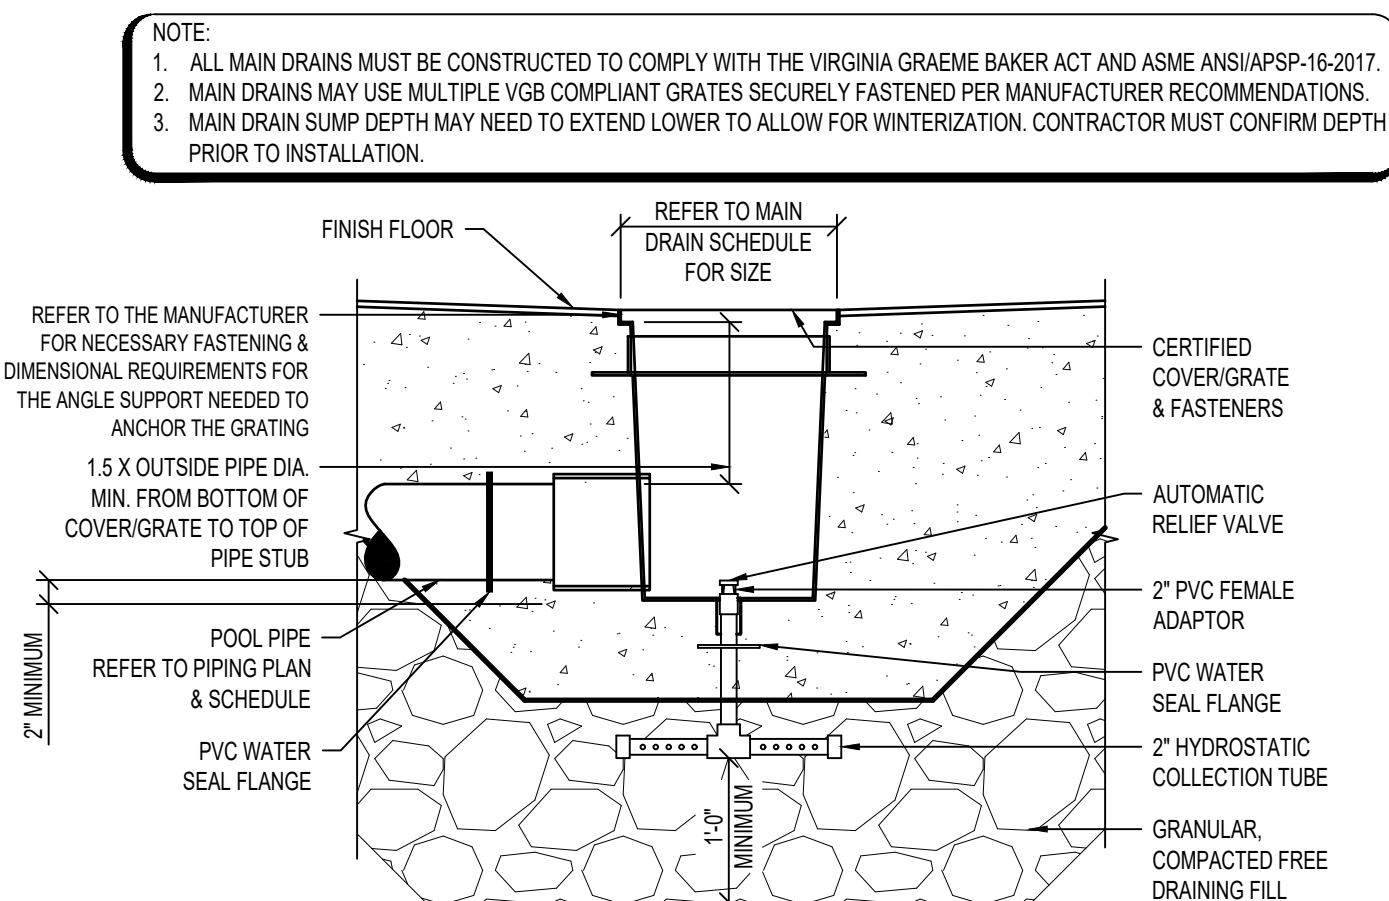 NOTE:
1. ALL MAIN DRAINS MUST BE CONSTRUCTED TO COMPLY WITH THE VIRGINIA GRAEME BAKER ACT AND ASME ANSI/APSP-16-2017.
2. MAIN DRAINS MAY USE MULTIPLE VGB COMPLIANT GRATES SECURELY FASTENED PER MANUFACTURER RECOMMENDATIONS.
3. MAIN DRAIN SUMP DEPTH MAY NEED TO EXTEND LOWER TO ALLOW FOR WINTERIZATION. CONTRACTOR MUST CONFIRM DEPTH
PRIOR TO INSTALLATION.
REFER TO MAIN
DRAIN SCHEDULE
FOR SIZE
FINISH FLOOR
REFER TO THE MANUFACTURER
FOR NECESSARY FASTENING &
DIMENSIONAL REQUIREMENTS FOR
THE ANGLE SUPPORT NEEDED TO
ANCHOR THE GRATING
1.5 X OUTSIDE PIPE DIA.
MIN. FROM BOTTOM OF
COVER/GRATE TO TOP OF
PIPE STUB
2" MINIMUM
POOL PIPE
REFER TO PIPING PLAN
& SCHEDULE
PVC WATER
SEAL FLANGE
CERTIFIED
COVER/GRATE
& FASTENERS
AUTOMATIC
RELIEF VALVE
2" PVC FEMALE
ADAPTOR
PVC WATER
SEAL FLANGE
2" HYDROSTATIC
COLLECTION TUBE
1'-0"
MINIMUM
GRANULAR,
COMPACTED FREE
DRAINING FILL